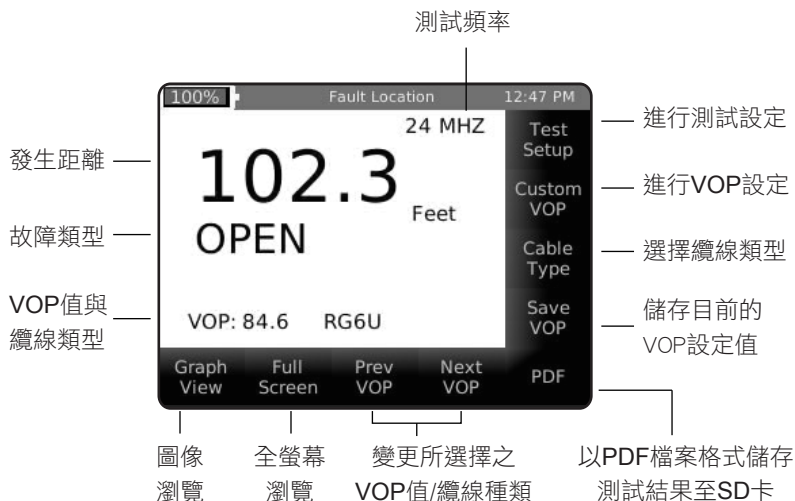 測試頻率
100%
Fault Location
12:47 PM
24 MHZ
Test
Setup
進行測試設定
發生距離
102.3
Feet
Custom
VOP
進行VOP設定
故障類型
OPEN
Cable
Type
選擇纜線類型
VOP值與
纜線類型
VOP: 84.6
RG6U
Save
VOP
儲存目前的
VOP設定值
Graph
View
Full
Screen
Prev
VOP
Next
VOP
PDF
圖像
瀏覽
全螢幕
瀏覽
變更所選擇之
VOP值/纜線種類
以PDF檔案格式儲存
測試結果至SD卡